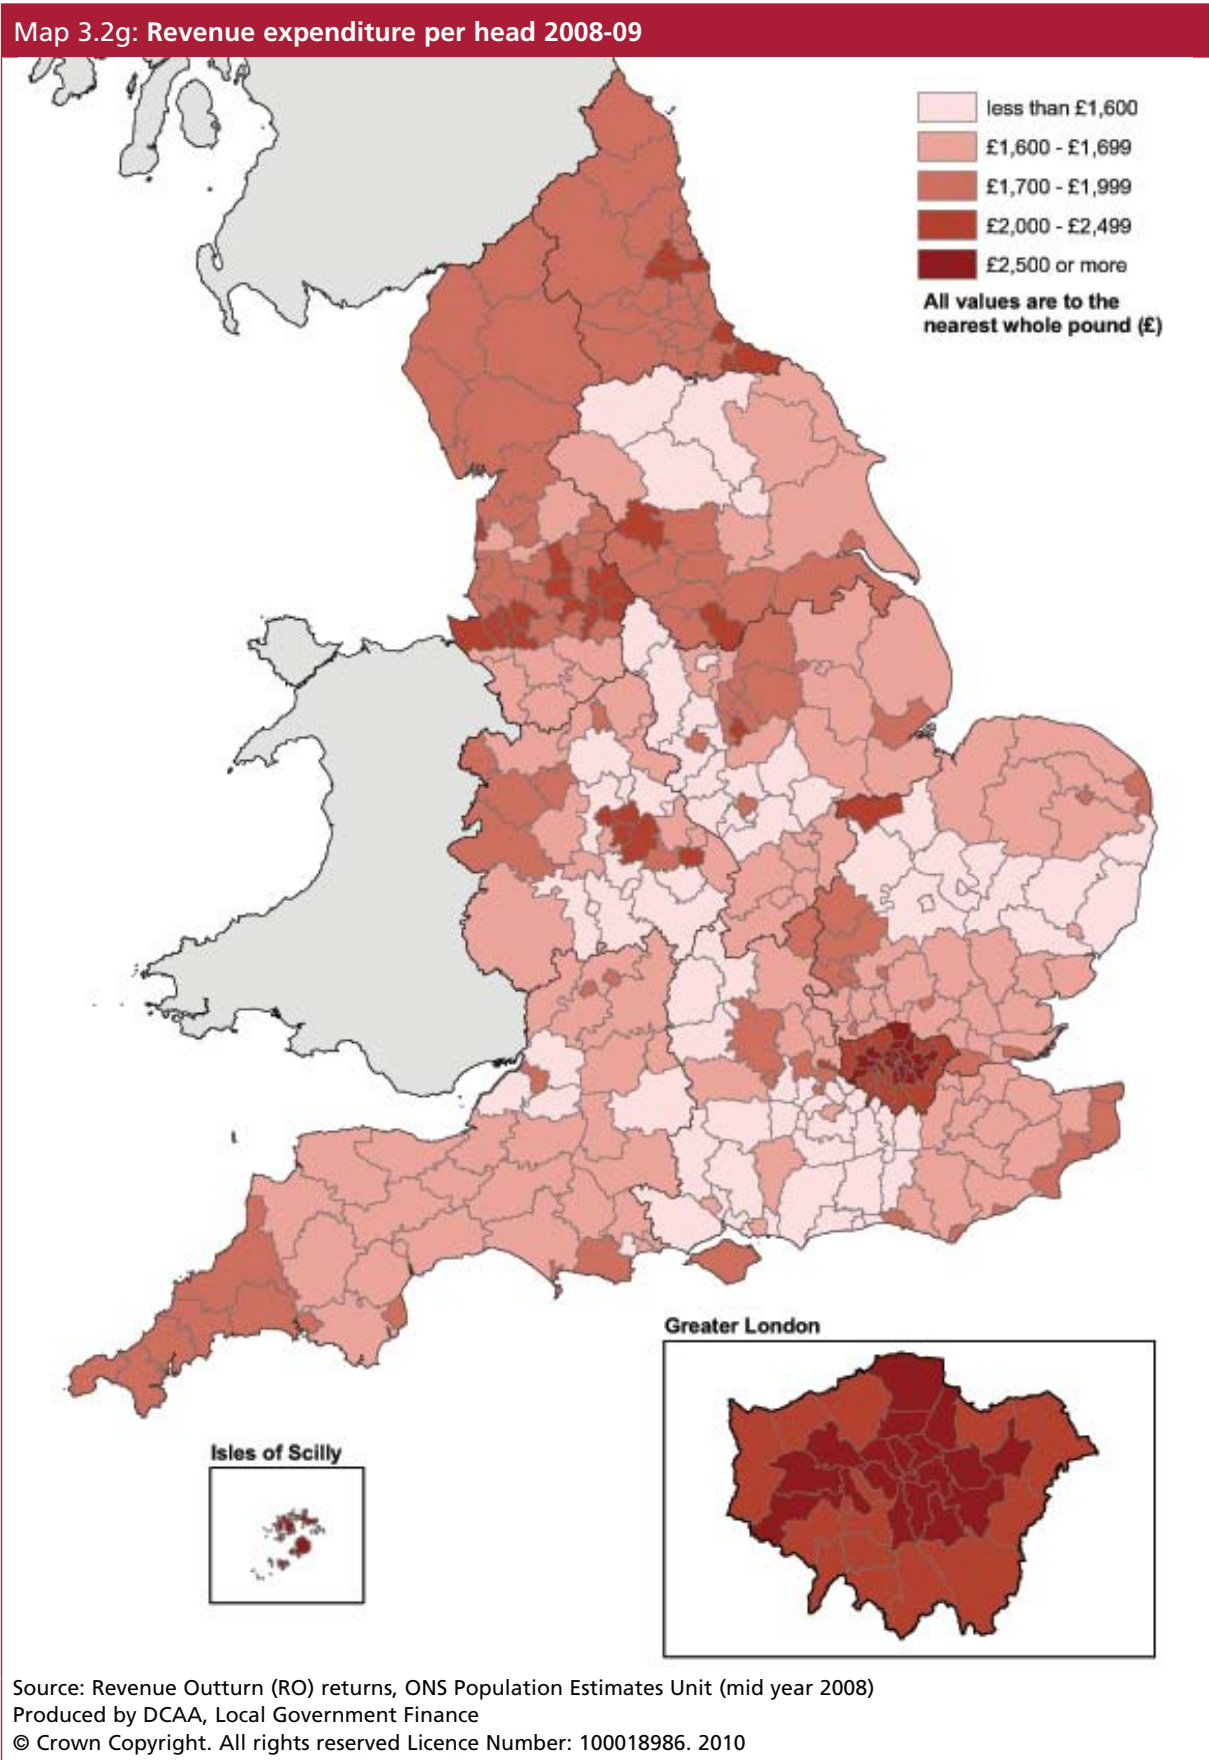 Map 3.2g: Revenue expenditure per head 2008-09
less than £1,600
£1,600 - £1,699
£1,700 - £1,999
£2,000 - £2,499
£2,500 or more
All values are to the
nearest whole pound (£)
Greater London
Isles of Scilly
Source: Revenue Outturn (RO) returns, ONS Population Estimates Unit (mid year 2008)
Produced by DCAA, Local Government Finance
© Crown Copyright. All rights reserved Licence Number: 100018986. 2010